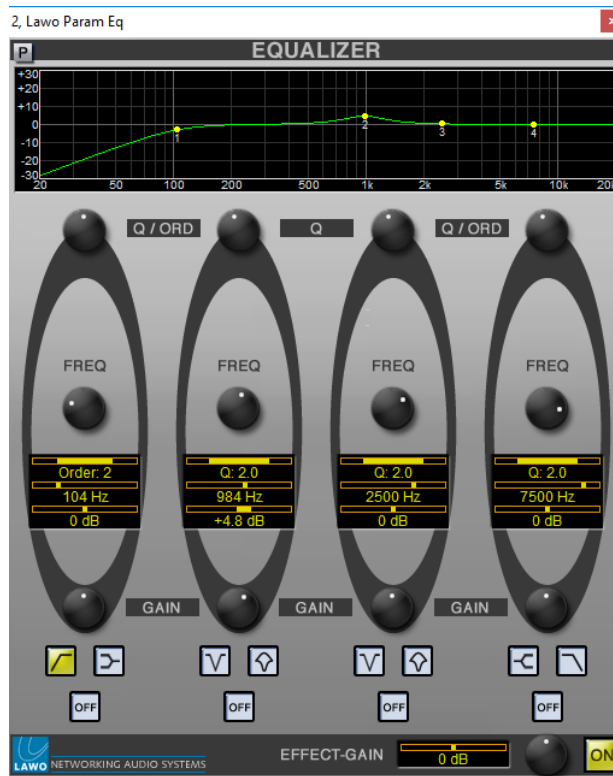 2, Lawo Param Eq
P
EQUALIZER
+30
+20
+10
0
-10
-20
-30
1 2 3 4
20 50 100 200 500 1k 2k 5k 10k
Q / ORD Q Q / ORD
FREQ FREQ FREQ FREQ
Order: 2 Q: 2.0 Q: 2.0 Q: 2.0
104 Hz 984 Hz 2500 Hz 7500 Hz
0 dB +4.8 dB 0 dB 0 dB
GAIN GAIN GAIN
OFF OFF OFF OFF
LAWO NETWORKING AUDIO SYSTEMS EFFECT-GAIN 0 dB ON